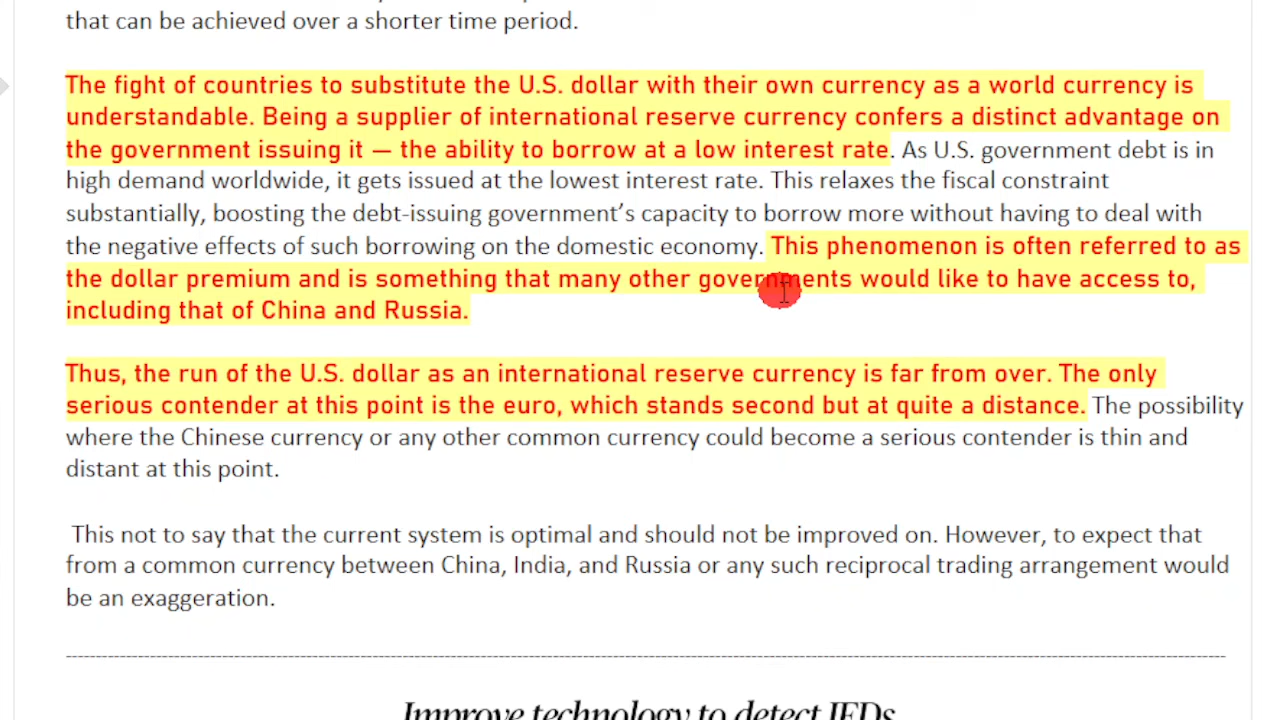 that can be achieved over a shorter time period.
The fight of countries to substitute the U.S. dollar with their own currency as a world currency is
understandable. Being a supplier of international reserve currency confers a distinct advantage on
the government issuing it — the ability to borrow at a low interest rate. As U.S. government debt is in
high demand worldwide, it gets issued at the lowest interest rate. This relaxes the fiscal constraint
substantially, boosting the debt-issuing government’s capacity to borrow more without having to deal with
the negative effects of such borrowing on the domestic economy. This phenomenon is often referred to as
the dollar premium and is something that many other governments would like to have access to,
including that of China and Russia.
Thus, the run of the U.S. dollar as an international reserve currency is far from over. The only
serious contender at this point is the euro, which stands second but at quite a distance. The possibility
where the Chinese currency or any other common currency could become a serious contender is thin and
distant at this point.
This not to say that the current system is optimal and should not be improved on. However, to expect that
from a common currency between China, India, and Russia or any such reciprocal trading arrangement would
be an exaggeration.
Improve technology to detect IEDs